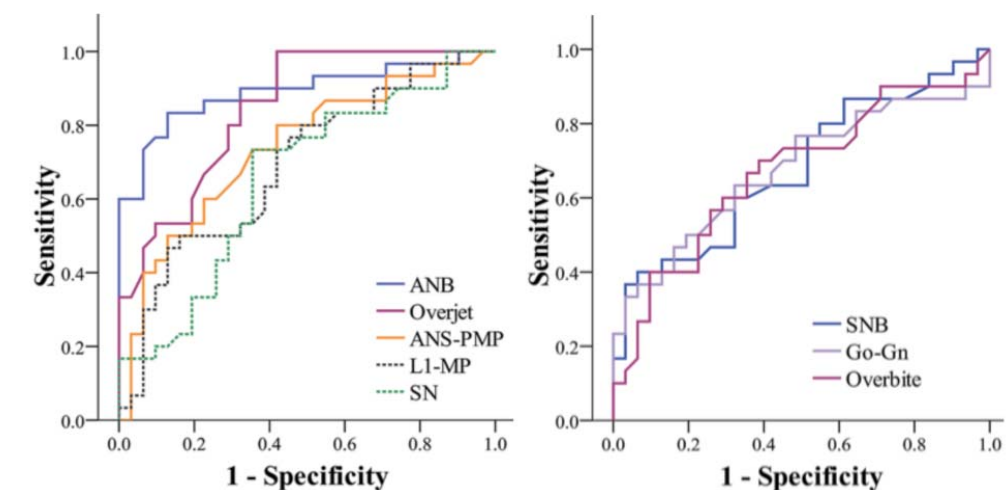 1.0
0.8
0.6
0.4
0.2
0.0
Sensitivity
ANB
Overjet
ANS-PMP
L1-MP
SN
0.0 0.2 0.4 0.6 0.8 1.0
1 - Specificity
1.0
0.8
0.6
0.4
0.2
0.0
Sensitivity
SNB
Go-Gn
Overbite
0.0 0.2 0.4 0.6 0.8 1.0
1 - Specificity